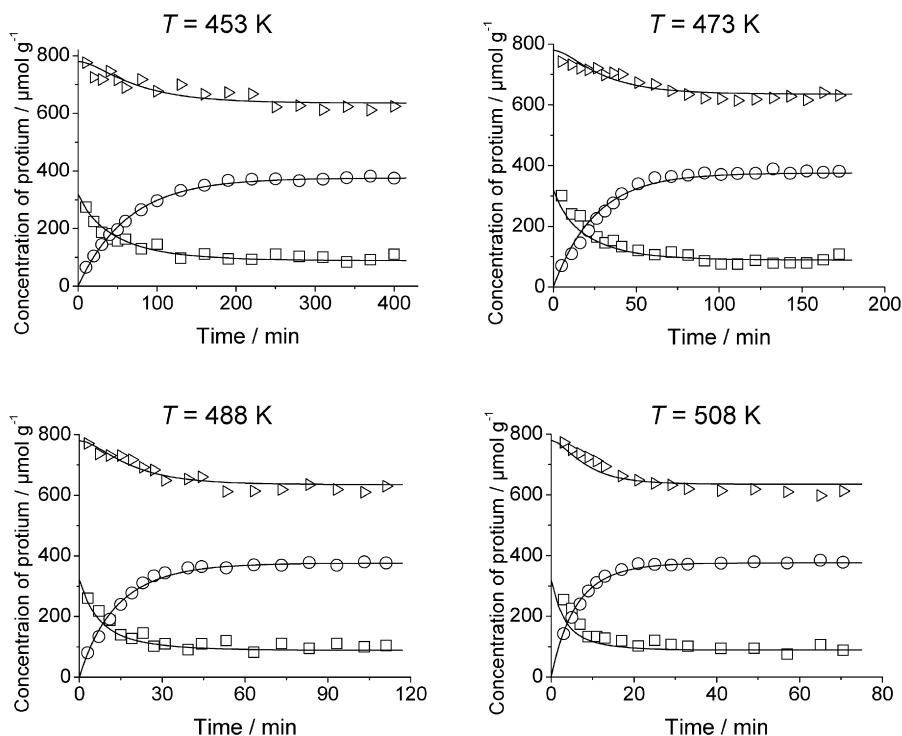 T = 453 K
Concentration of protium / μmol g⁻¹
800
600
400
200
0
0 100 200 300 400
Time / min
T = 473 K
Concentration of protium / μmol g⁻¹
800
600
400
200
0
0 50 100 150 200
Time / min
T = 488 K
Concentraion of protium / μmol g⁻¹
800
600
400
200
0
0 30 60 90 120
Time / min
T = 508 K
Concentration of protium / μmol g⁻¹
800
600
400
200
0
0 20 40 60 80
Time / min